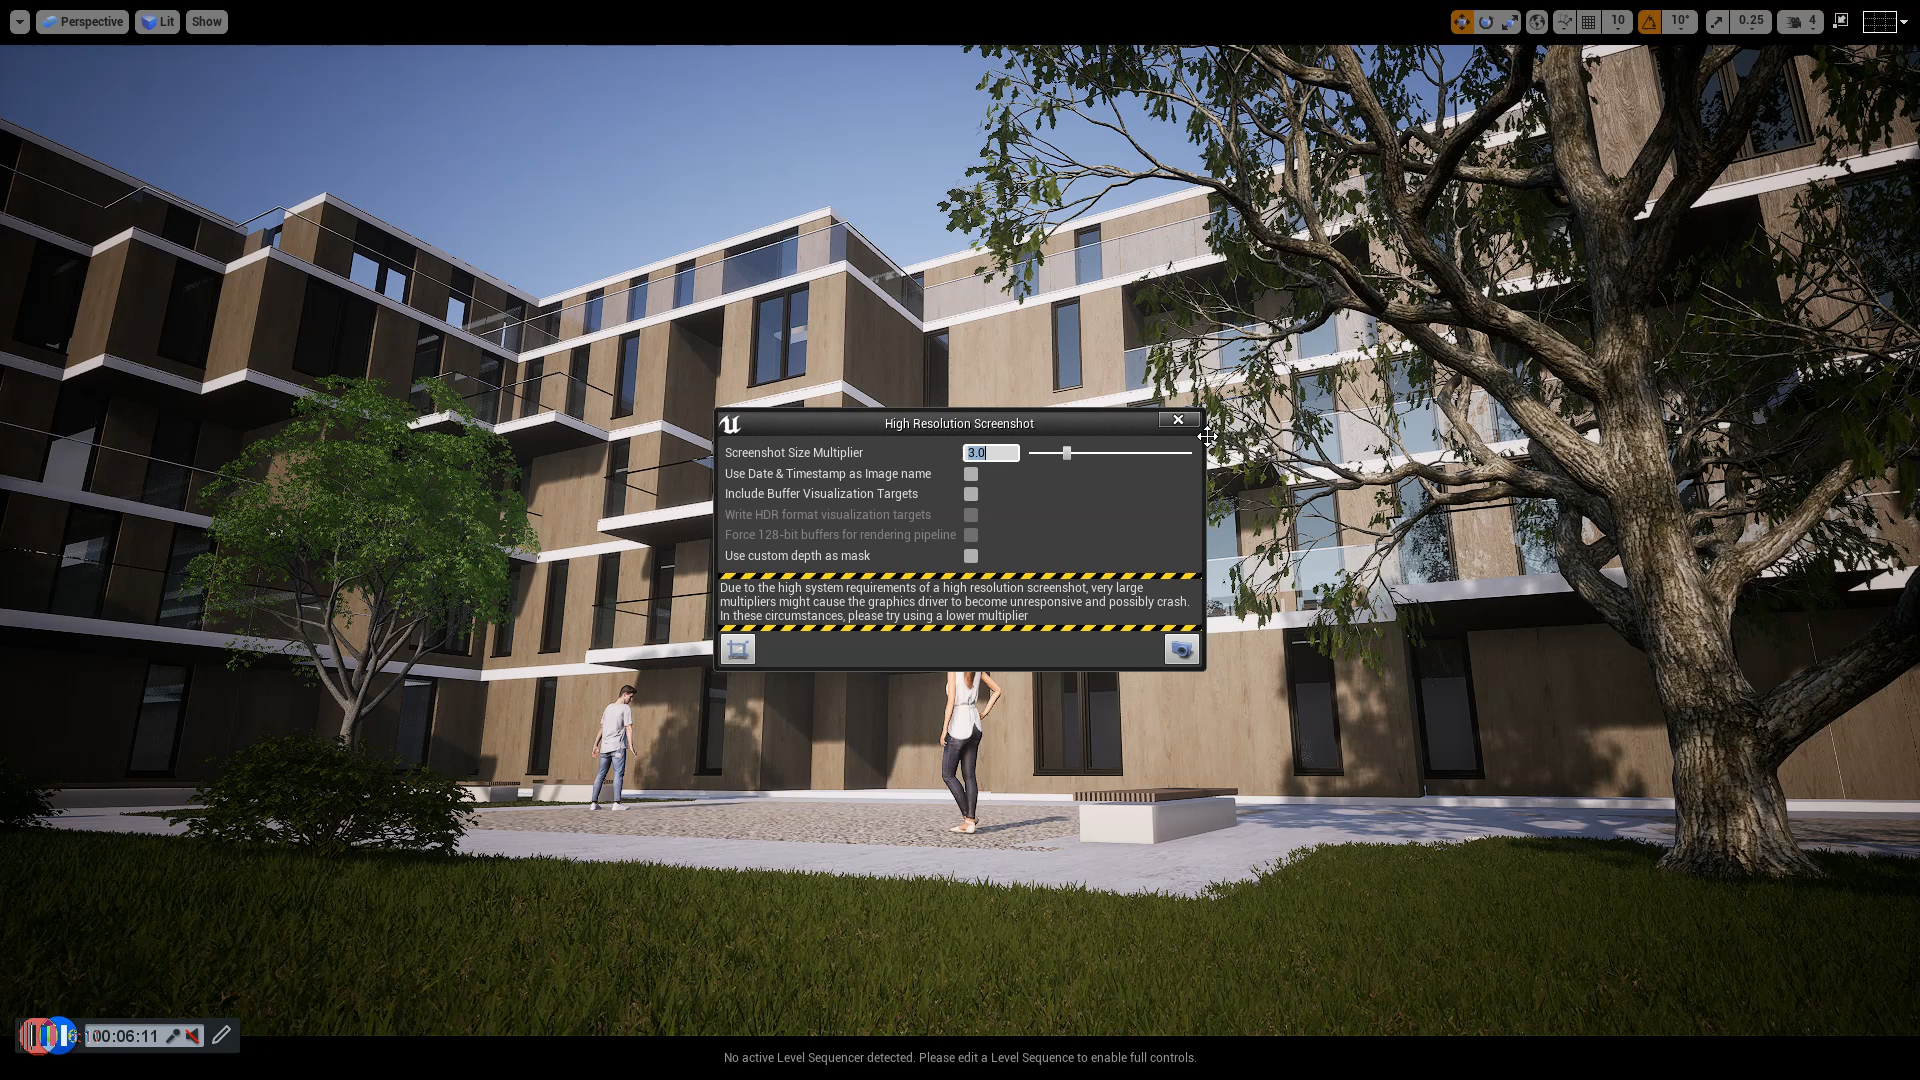 Perspective Lit Show
10 10° 0.25 4
High Resolution Screenshot
Screenshot Size Multiplier 3.0
Use Date & Timestamp as Image name
Include Buffer Visualization Targets
Write HDR format visualization targets
Force 128-bit buffers for rendering pipeline
Use custom depth as mask
Due to the high system requirements of a high resolution screenshot, very large
multipliers might cause the graphics driver to become unresponsive and possibly crash.
In these circumstances, please try using a lower multiplier
00:06:11
No active Level Sequencer detected. Please edit a Level Sequence to enable full controls.